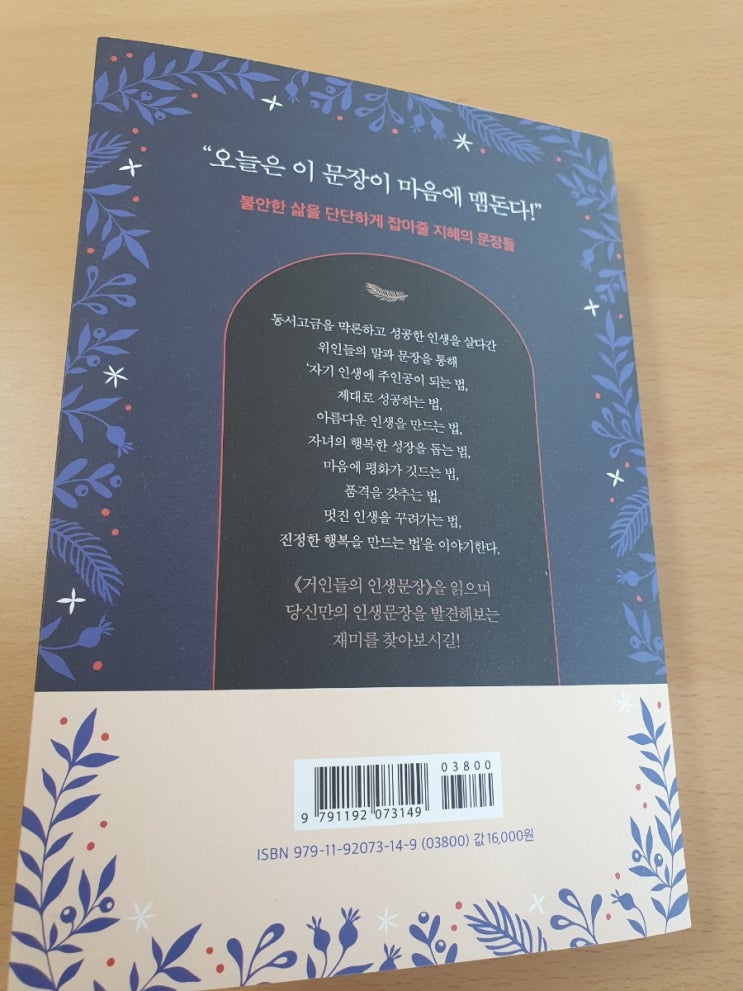 “오늘은 이 문장이 마음에 맴돈다!”
불안한 삶을 단단하게 잡아줄 지혜의 문장들
동서고금을 막론하고 성공한 인생을 살다간
위인들의 말과 문장을 통해
‘자기 인생에 주인공이 되는 법,
제대로 성공하는 법,
아름다운 인생을 만드는 법,
자녀의 행복한 성장을 돕는 법,
마음에 평화가 깃드는 법,
품격을 갖추는 법,
멋진 인생을 꾸려가는 법,
진정한 행복을 만드는 법’을 이야기한다.
《거인들의 인생문장》을 읽으며
당신만의 인생문장을 발견해보는
재미를 찾아보시길!
03800
9 791192 073149
ISBN 979-11-92073-14-9 (03800) 값 16,000원